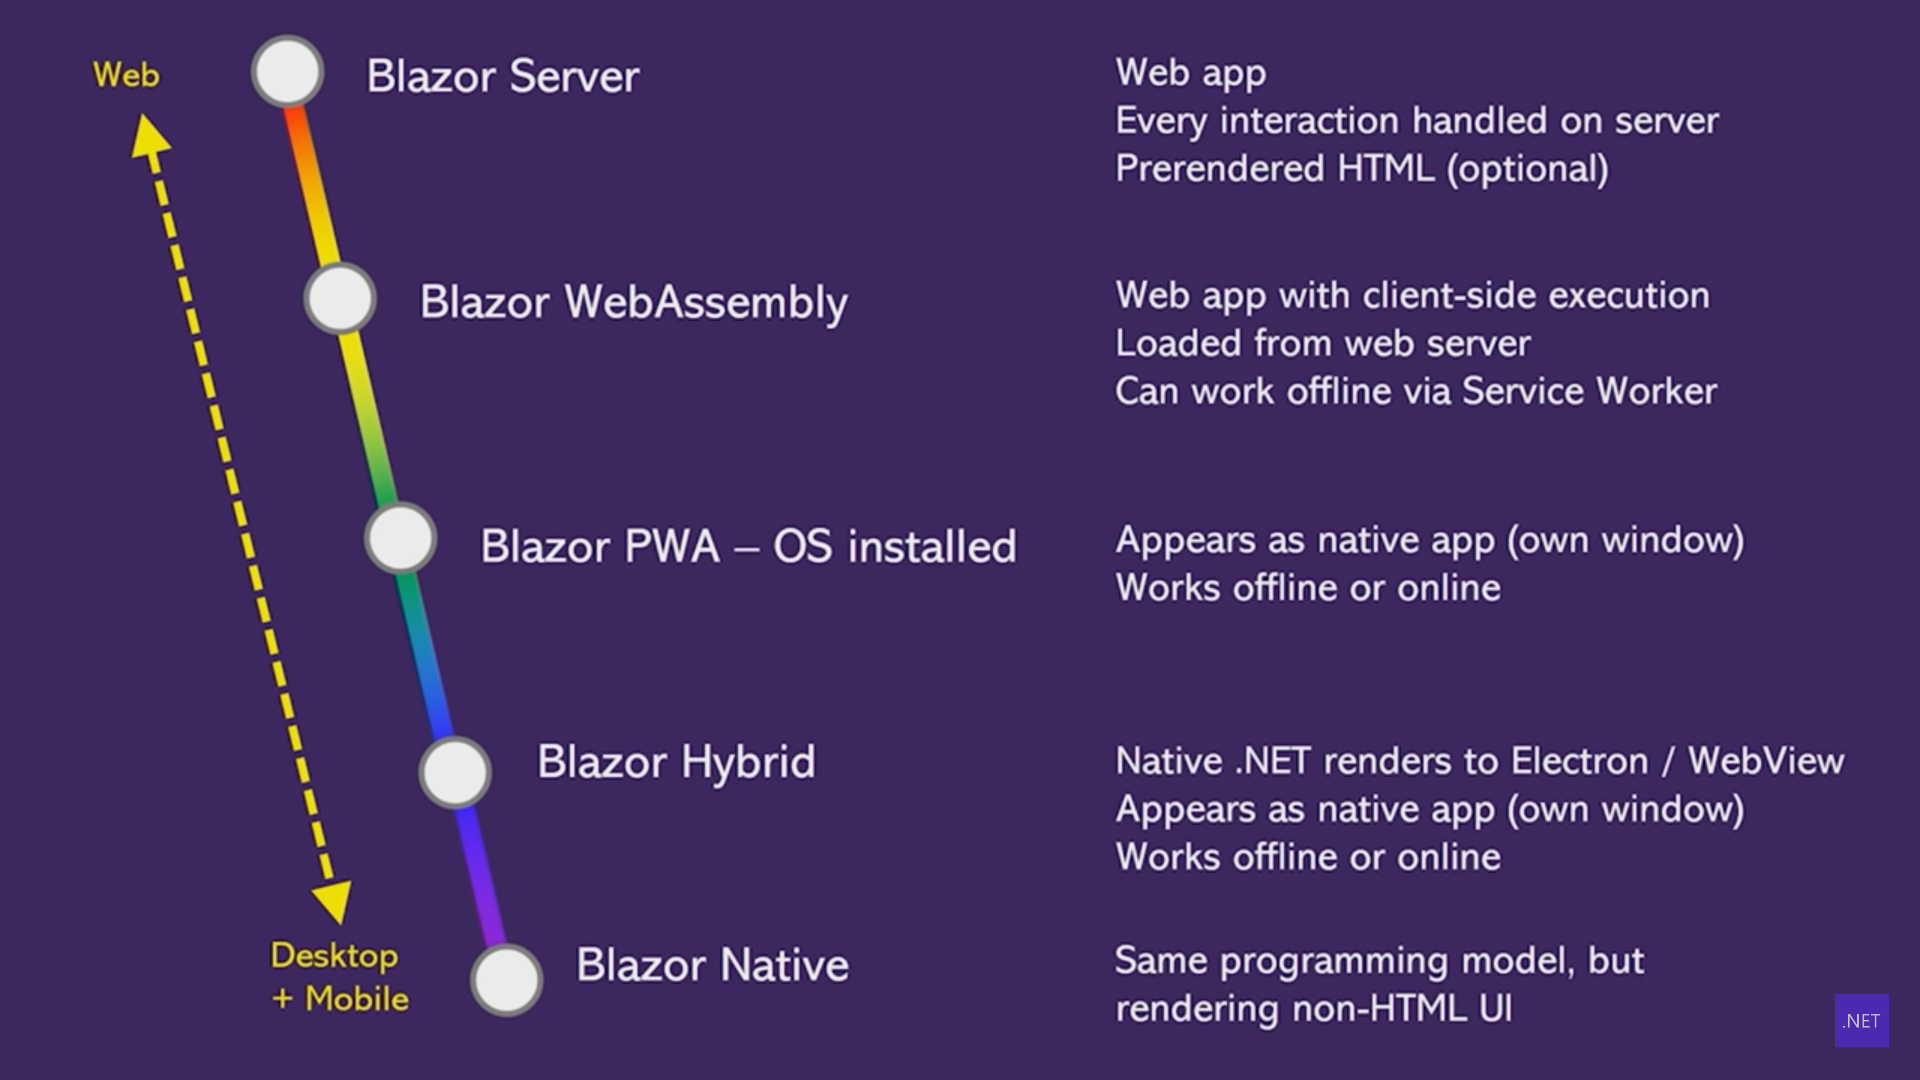 Web
Blazor Server
Web app
Every interaction handled on server
Prerendered HTML (optional)
Blazor WebAssembly
Web app with client-side execution
Loaded from web server
Can work offline via Service Worker
Blazor PWA – OS installed
Appears as native app (own window)
Works offline or online
Blazor Hybrid
Native .NET renders to Electron / WebView
Appears as native app (own window)
Works offline or online
Desktop
+ Mobile
Blazor Native
Same programming model, but
rendering non-HTML UI
.NET